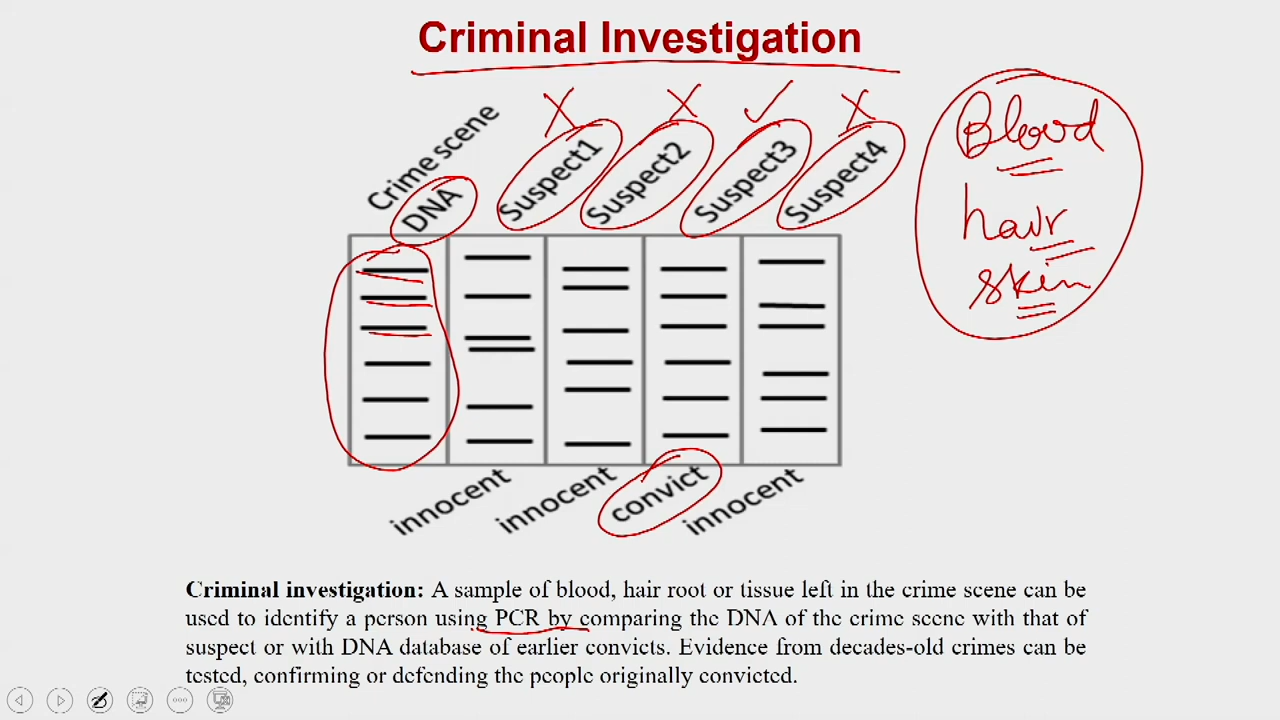 Criminal Investigation
Crime scene
DNA
Suspect1
Suspect2
Suspect3
Suspect4
Blood
hair
skin
innocent
innocent
convict
innocent
Criminal investigation: A sample of blood, hair root or tissue left in the crime scene can be
used to identify a person using PCR by comparing the DNA of the crime scene with that of
suspect or with DNA database of earlier convicts. Evidence from decades-old crimes can be
tested, confirming or defending the people originally convicted.